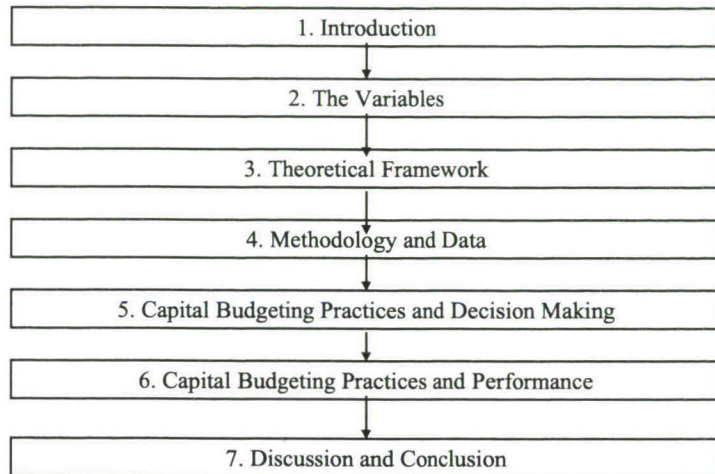 1. Introduction
2. The Variables
3. Theoretical Framework
4. Methodology and Data
5. Capital Budgeting Practices and Decision Making
6. Capital Budgeting Practices and Performance
7. Discussion and Conclusion